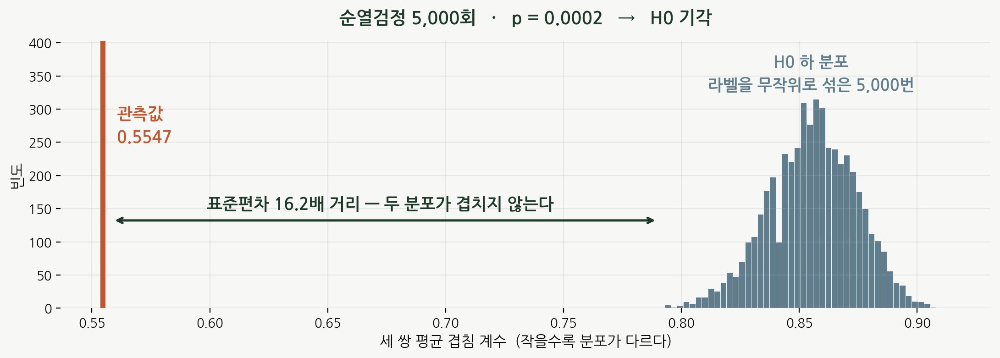 순열검정 5,000회 · p = 0.0002 → H0 기각
400
350
300
250
200
150
100
50
0
빈도
관측값
0.5547
표준편차 16.2배 거리 — 두 분포가 겹치지 않는다
H0 하 분포
라벨을 무작위로 섞은 5,000번
0.55 0.60 0.65 0.70 0.75 0.80 0.85 0.90
세 쌍 평균 겹침 계수 (작을수록 분포가 다르다)